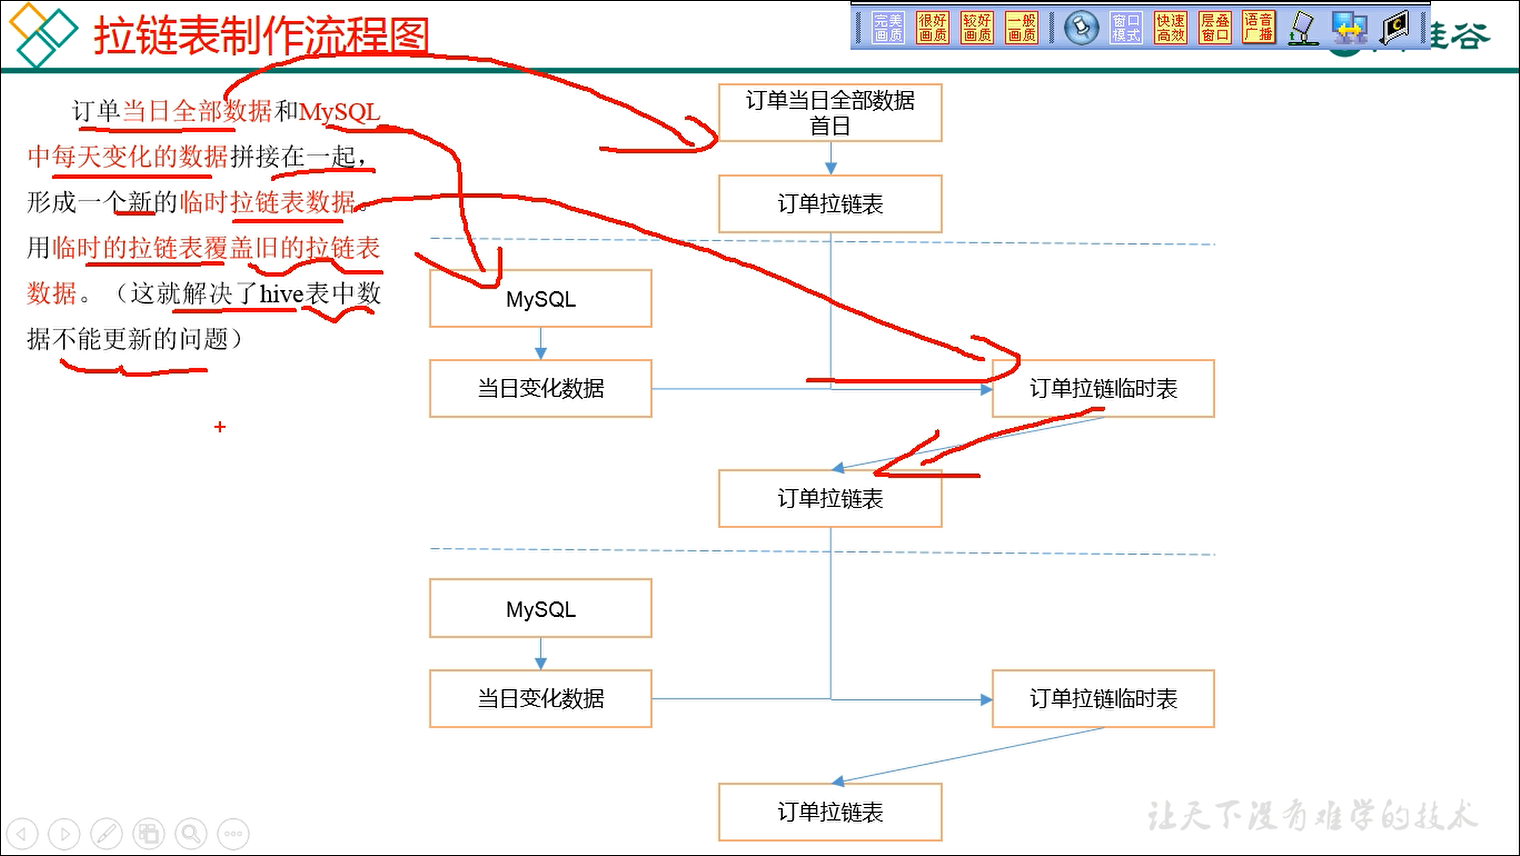 拉链表制作流程图
完美
画质
很好
画质
较好
画质
一般
画质
窗口
模式
快速
高效
层叠
窗口
语音
广播
谷
订单当日全部数据和MySQL
中每天变化的数据拼接在一起，
形成一个新的临时拉链表数据。
用临时的拉链表覆盖旧的拉链表
数据。（这就解决了hive表中数
据不能更新的问题）
订单当日全部数据
首日
订单拉链表
MySQL
当日变化数据
订单拉链临时表
订单拉链表
MySQL
当日变化数据
订单拉链临时表
订单拉链表
让天下没有难学的技术